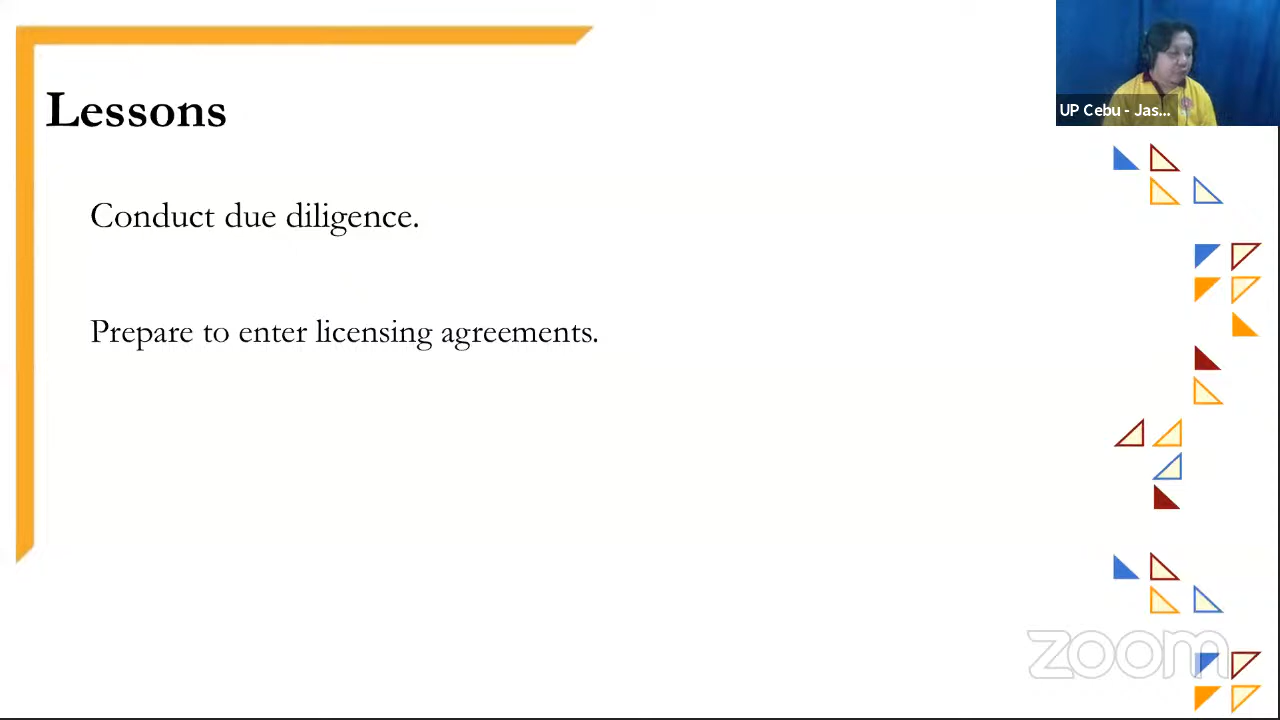 UP Cebu - Jas...
Lessons
Conduct due diligence.
Prepare to enter licensing agreements.
zoom